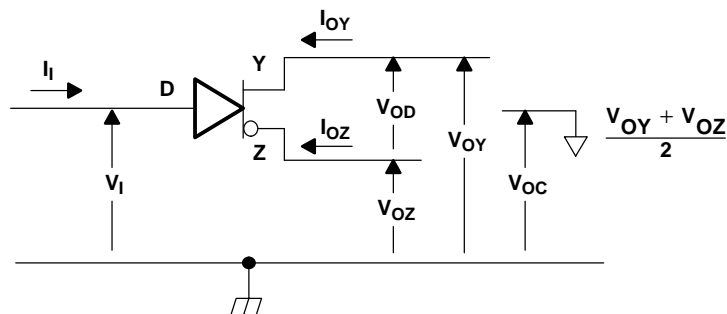 I_OY
I_I
D
Y
Z
I_OZ
V_I
V_OD
V_OY
V_OZ
V_OC
V_OY + V_OZ
2